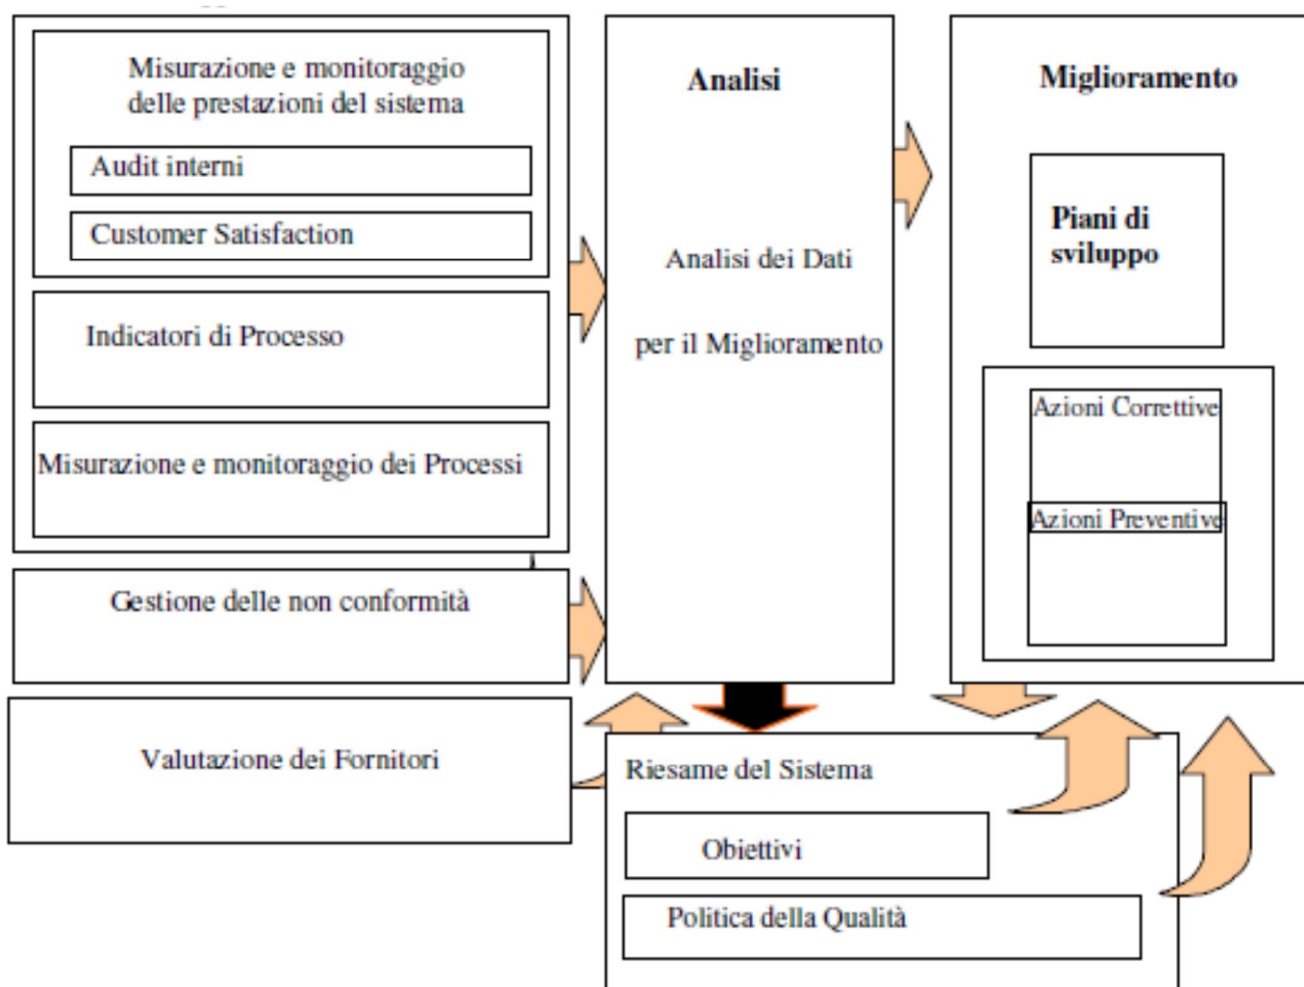 Misurazione e monitoraggio
delle prestazioni del sistema
Audit interni
Customer Satisfaction
Indicatori di Processo
Misurazione e monitoraggio dei Processi
Gestione delle non conformità
Valutazione dei Fornitori
Analisi
Analisi dei Dati
per il Miglioramento
Miglioramento
Piani di
sviluppo
Azioni Correttive
Azioni Preventive
Riesame del Sistema
Obiettivi
Politica della Qualità